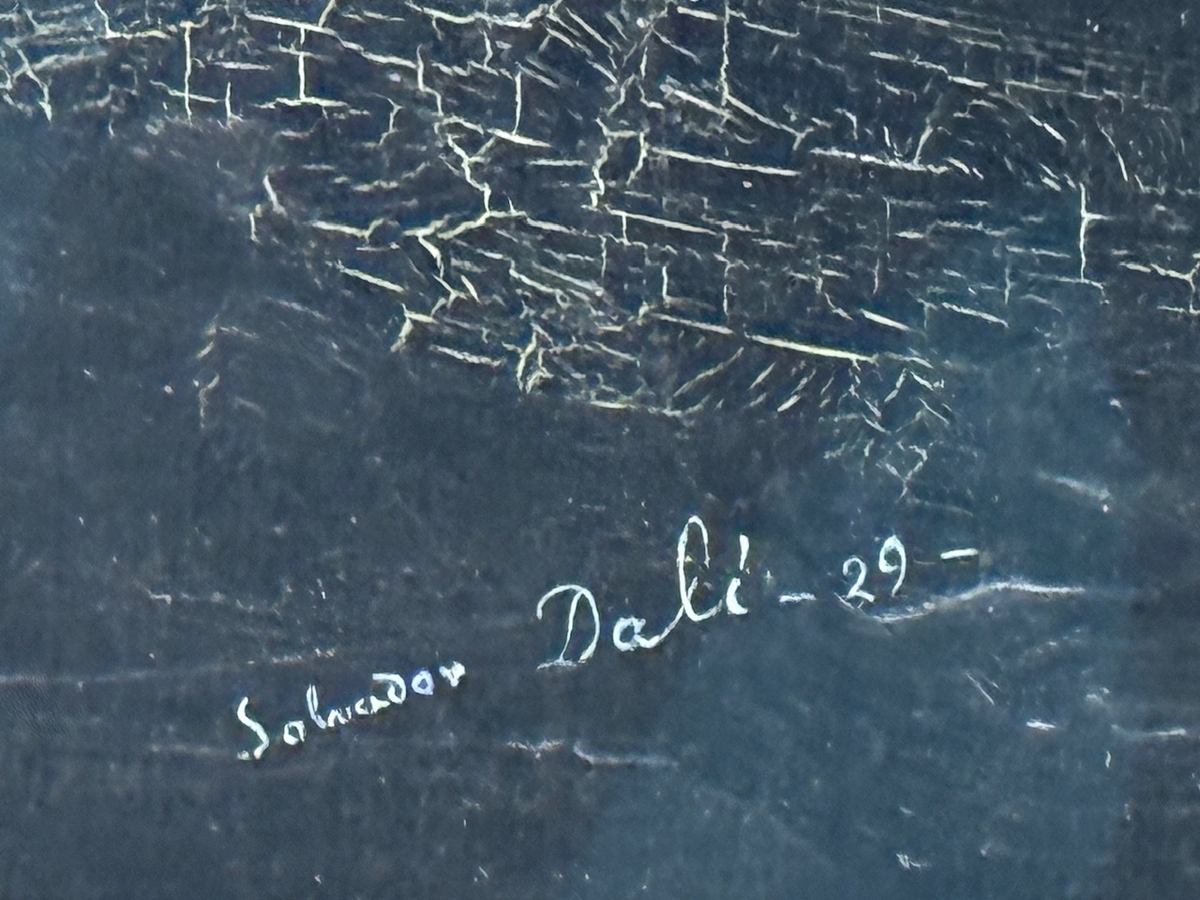 Salvador Dalí - 29 -